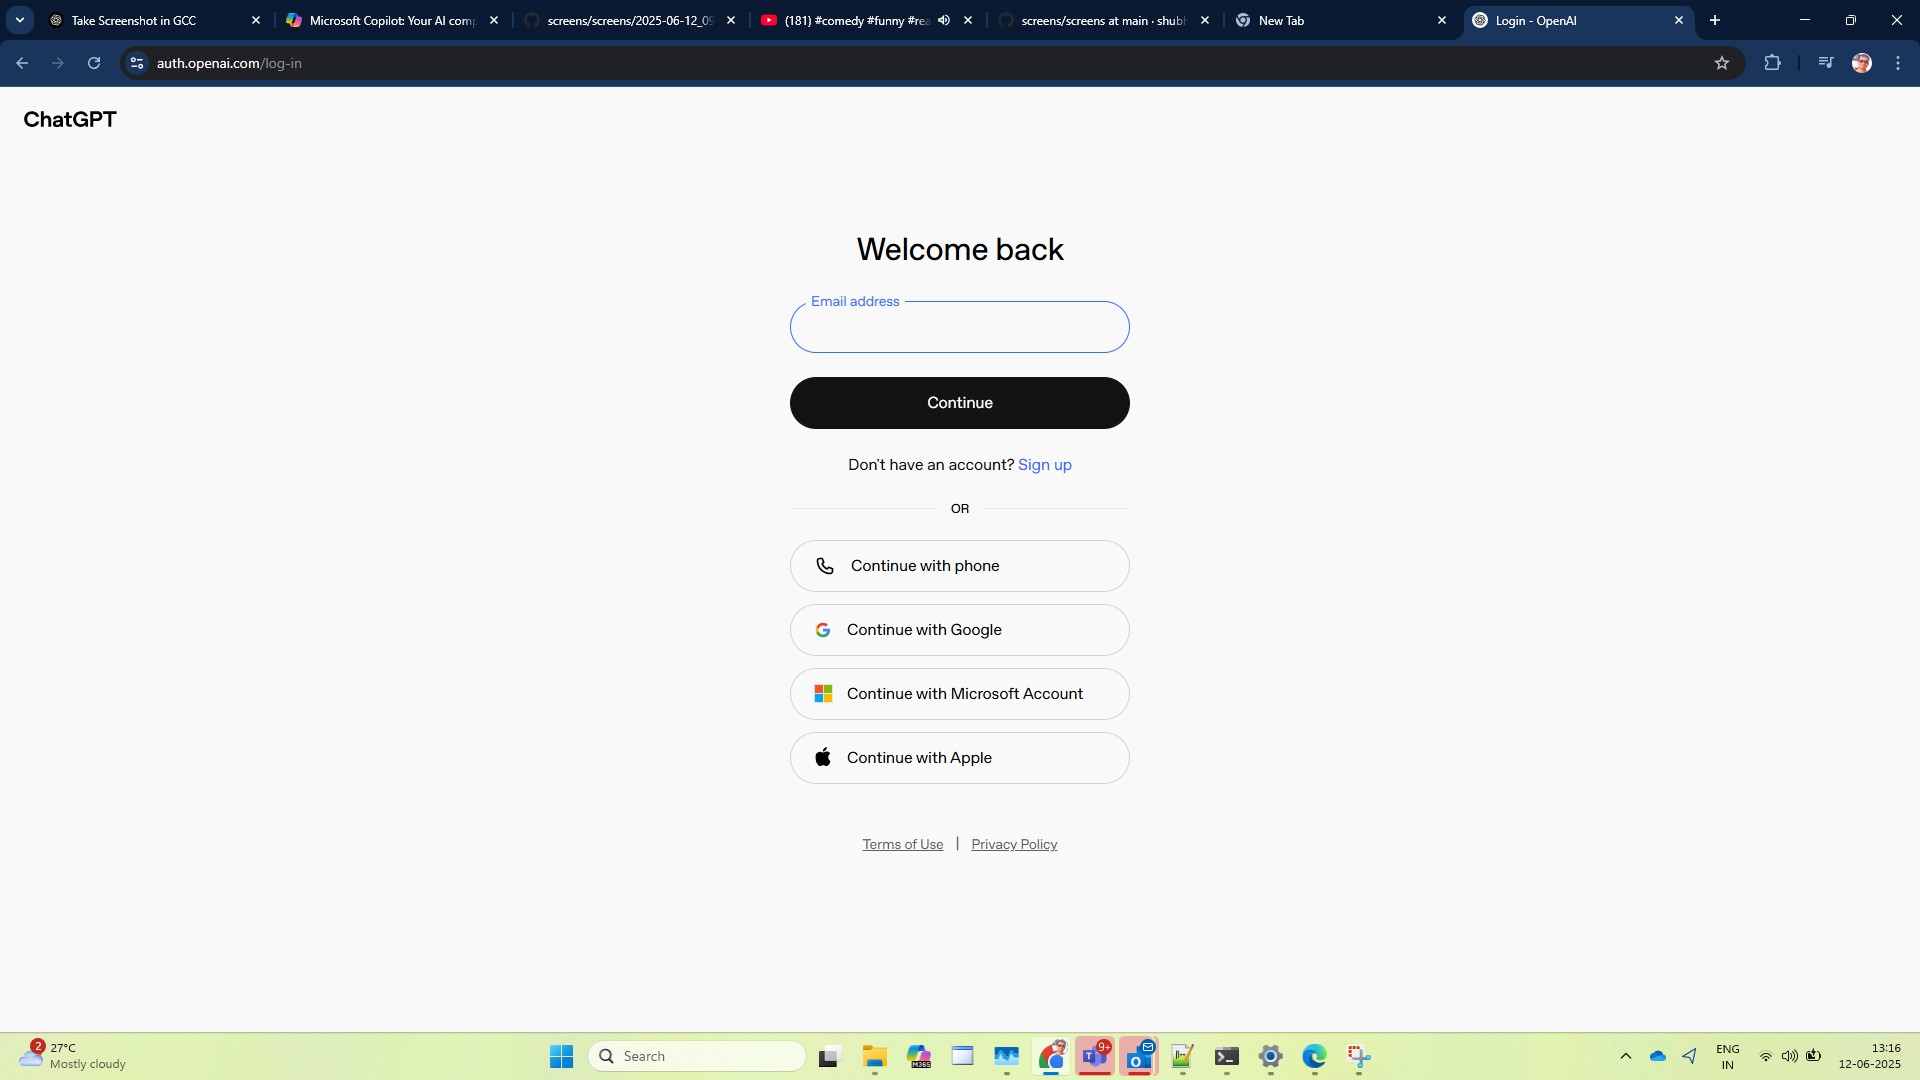 Take Screenshot in GCC
Microsoft Copilot: Your AI comp
screens/screens/2025-06-12_09
(181) #comedy #funny #rea
screens/screens at main · shubh
New Tab
Login - OpenAI
auth.openai.com/log-in
ChatGPT
Welcome back
Email address
Continue
Don't have an account? Sign up
OR
Continue with phone
Continue with Google
Continue with Microsoft Account
Continue with Apple
Terms of Use | Privacy Policy
2
27°C
Mostly cloudy
Search
M365
9+
ENG
IN
13:16
12-06-2025